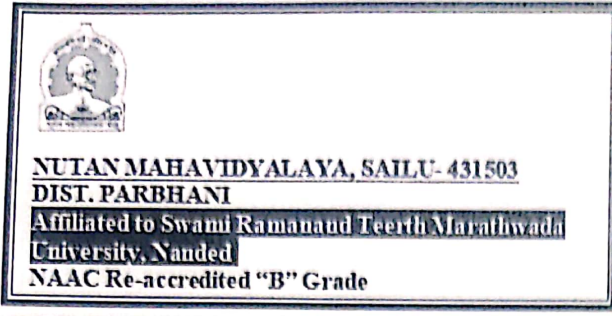 NUTAN MAHAVIDYALAYA, SAILU- 431503
DIST. PARBHANI
Affiliated to Swami Ramanand Teerth Marathwada
University, Nanded
NAAC Re-accredited “B” Grade